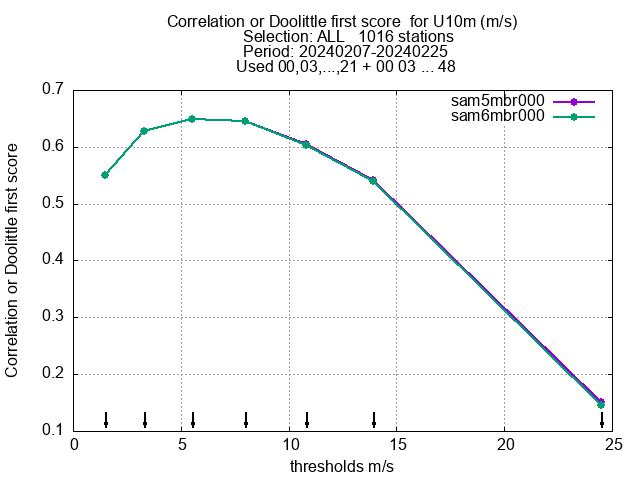 Correlation or Doolittle first score  for U10m (m/s)
Selection: ALL   1016 stations
Period: 20240207-20240225
Used 00,03,...,21 + 00 03 ... 48
sam5mbr000
sam6mbr000
Correlation or Doolittle first score
0.7
0.6
0.5
0.4
0.3
0.2
0.1
0 5 10 15 20 25
thresholds m/s